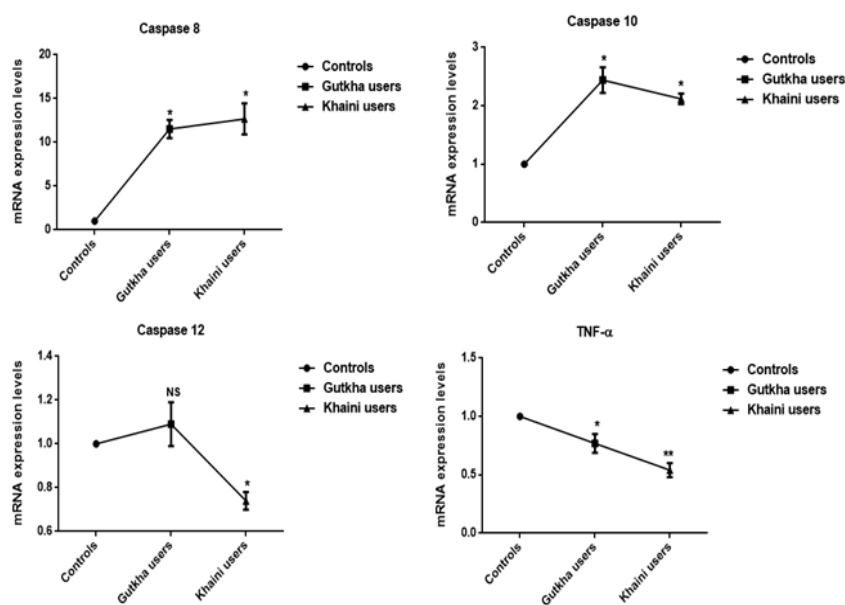 Caspase 8
mRNA expression levels
20
15
10
5
0
*
*
Controls
Gutkha users
Khaini users
Controls
Gutkha users
Khaini users
Caspase 10
mRNA expression levels
3
2
1
0
*
*
Controls
Gutkha users
Khaini users
Controls
Gutkha users
Khaini users
Caspase 12
mRNA expression levels
1.4
1.2
1.0
0.8
0.6
NS
*
Controls
Gutkha users
Khaini users
Controls
Gutkha users
Khaini users
TNF-α
mRNA expression levels
1.5
1.0
0.5
0.0
*
**
Controls
Gutkha users
Khaini users
Controls
Gutkha users
Khaini users